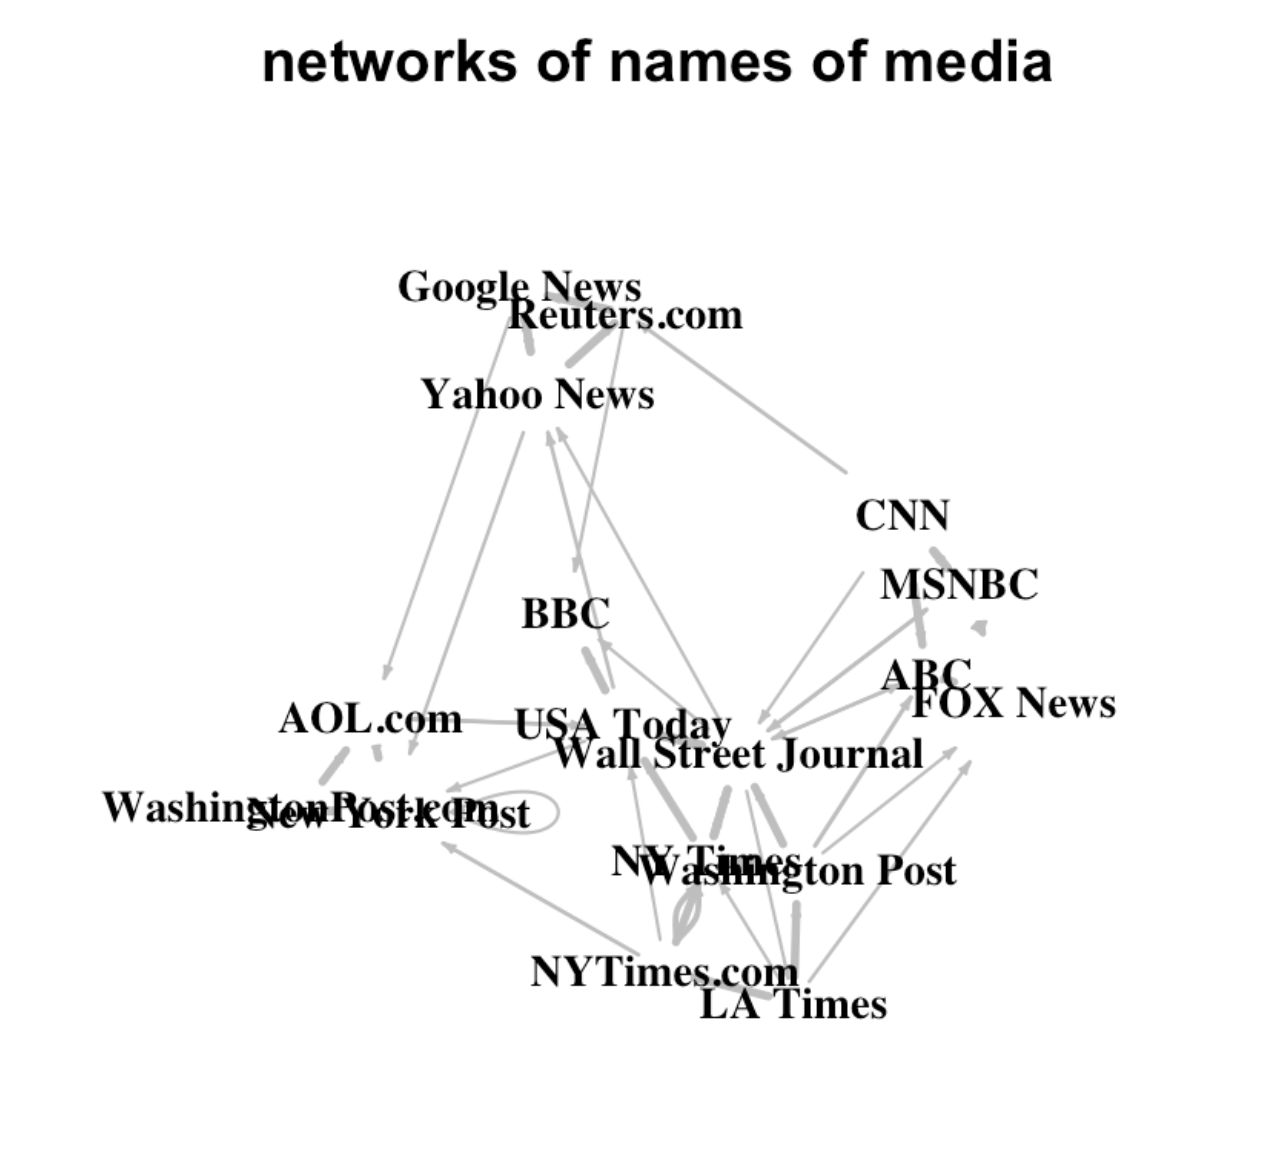 networks of names of media
Google News
Reuters.com
Yahoo News
CNN
MSNBC
BBC
ABC
FOX News
AOL.com
USA Today
Wall Street Journal
WashingtonPost.com
New York Post
NY Times
Washington Post
NYTimes.com
LA Times